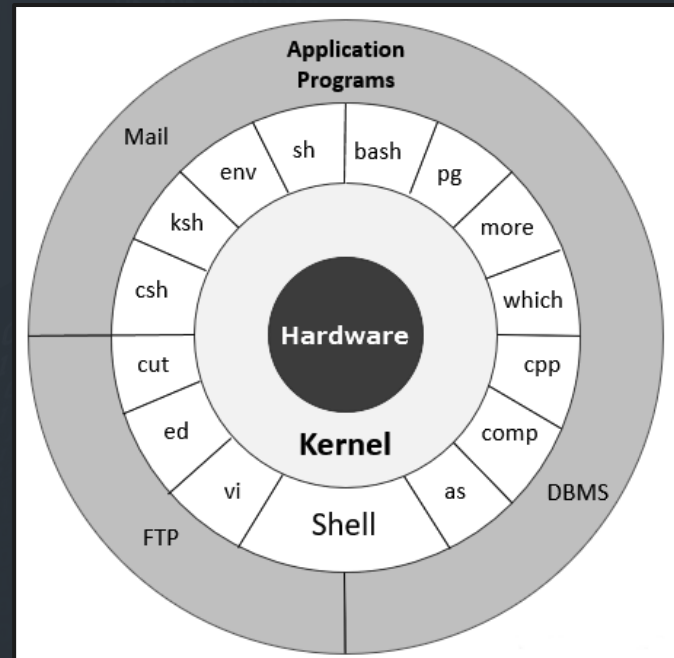 Application
Programs
Mail
sh
bash
env
pg
ksh
more
csh
which
Hardware
cut
cpp
ed
comp
Kernel
vi
as
DBMS
Shell
FTP